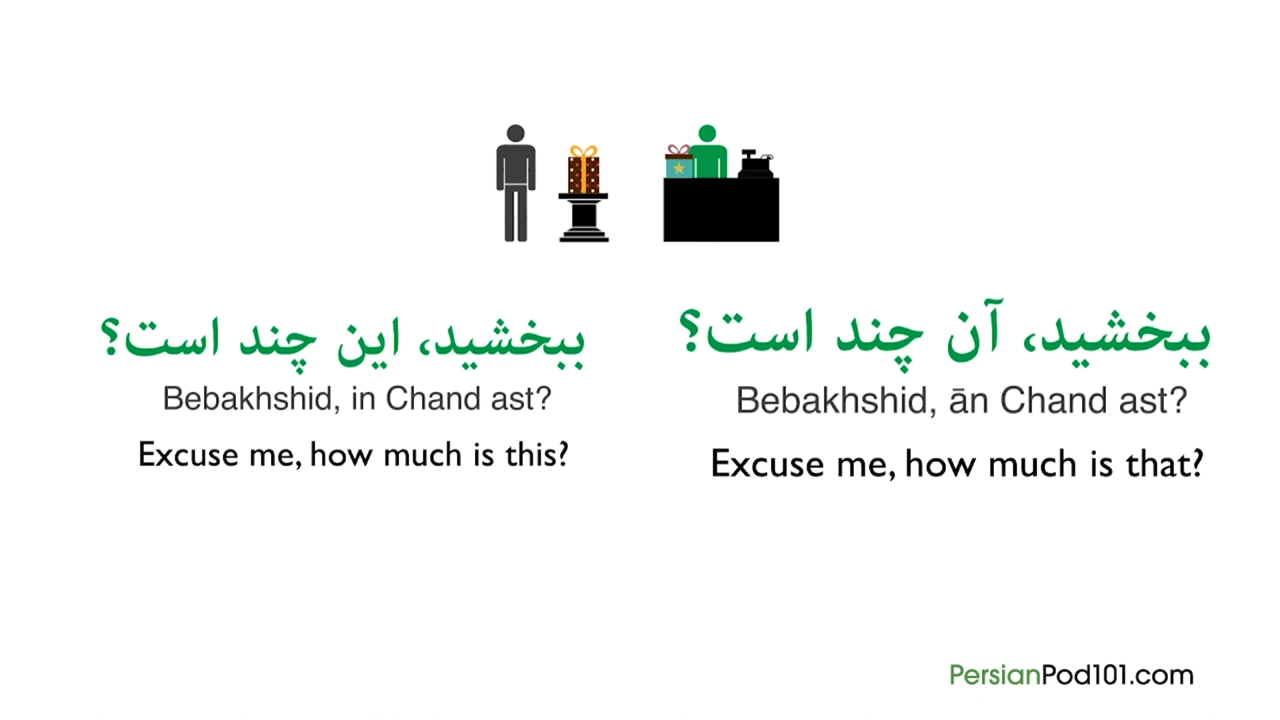 ببخشید، این چند است؟
Bebakhshid, in Chand ast?
Excuse me, how much is this?
ببخشید، آن چند است؟
Bebakhshid, ān Chand ast?
Excuse me, how much is that?
PersianPod101.com